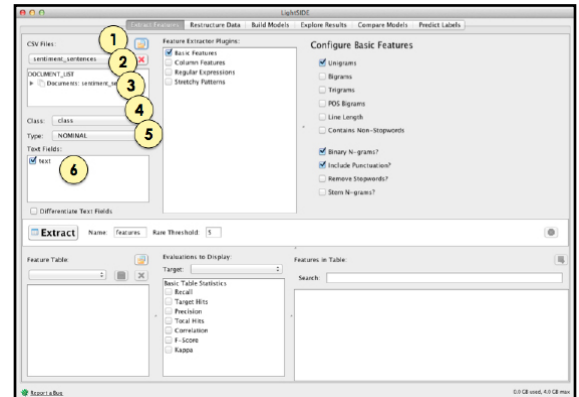 LightSIDE
Extract Features Restructure Data Build Models Explore Results Compare Models Predict Labels
CSV Files:
1
sentiment_sentences
2
DOCUMENT_LIST
Documents: sentiment_se
3
4
Class: class
Type: NOMINAL
5
Text Fields:
text
6
Differentiate Text Fields
Feature Extractor Plugins:
Basic Features
Column Features
Regular Expressions
Stretchy Patterns
Configure Basic Features
Unigrams
Bigrams
Trigrams
POS Bigrams
Line Length
Contains Non-Stopwords
Binary N-grams?
Include Punctuation?
Remove Stopwords?
Stem N-grams?
Extract Name: features Rare Threshold: 5
Feature Table:
Evaluations to Display:
Target:
Basic Table Statistics
Recall
Target Hits
Precision
Total Hits
Correlation
F-Score
Kappa
Features in Table:
Search:
Report a Bug
0.0 GB used, 4.0 GB max